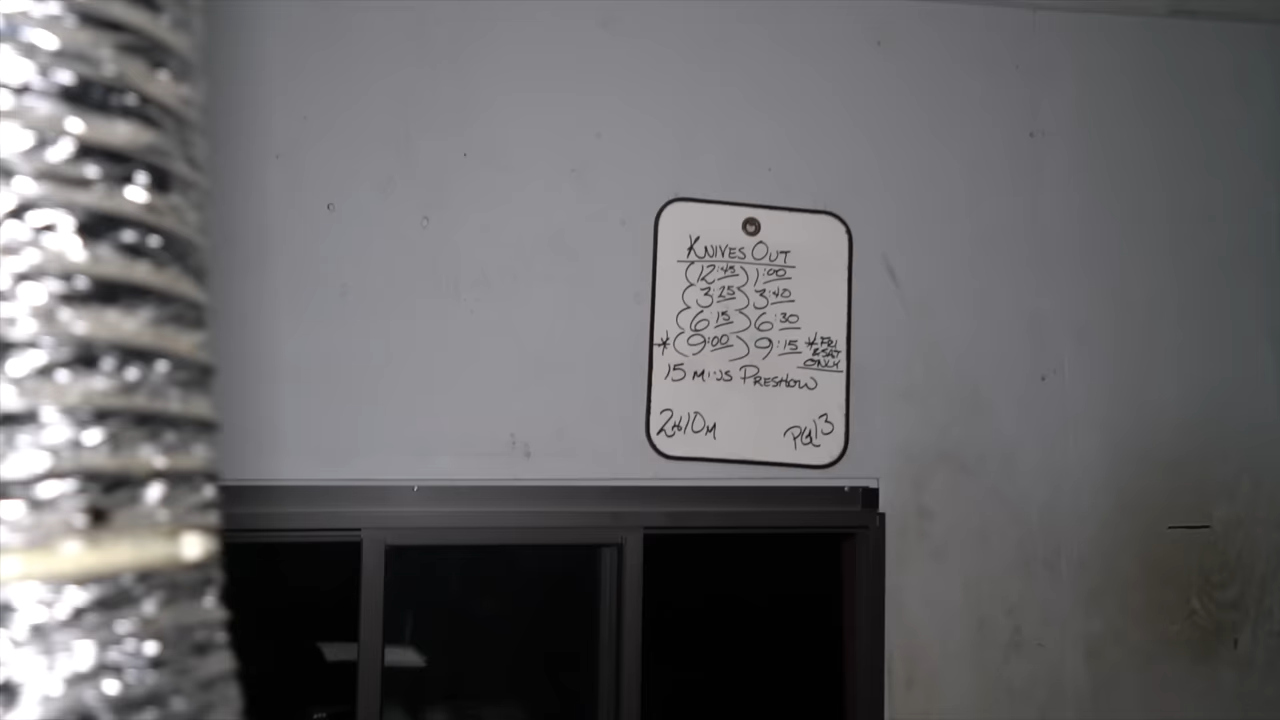 KNIVES OUT
(12:45) 1:00
(3:25) 3:40
(6:15) 6:30
*(9:00) 9:15 *FRI & SAT ONLY
15 MINS PRESHOW
2H10M PG13